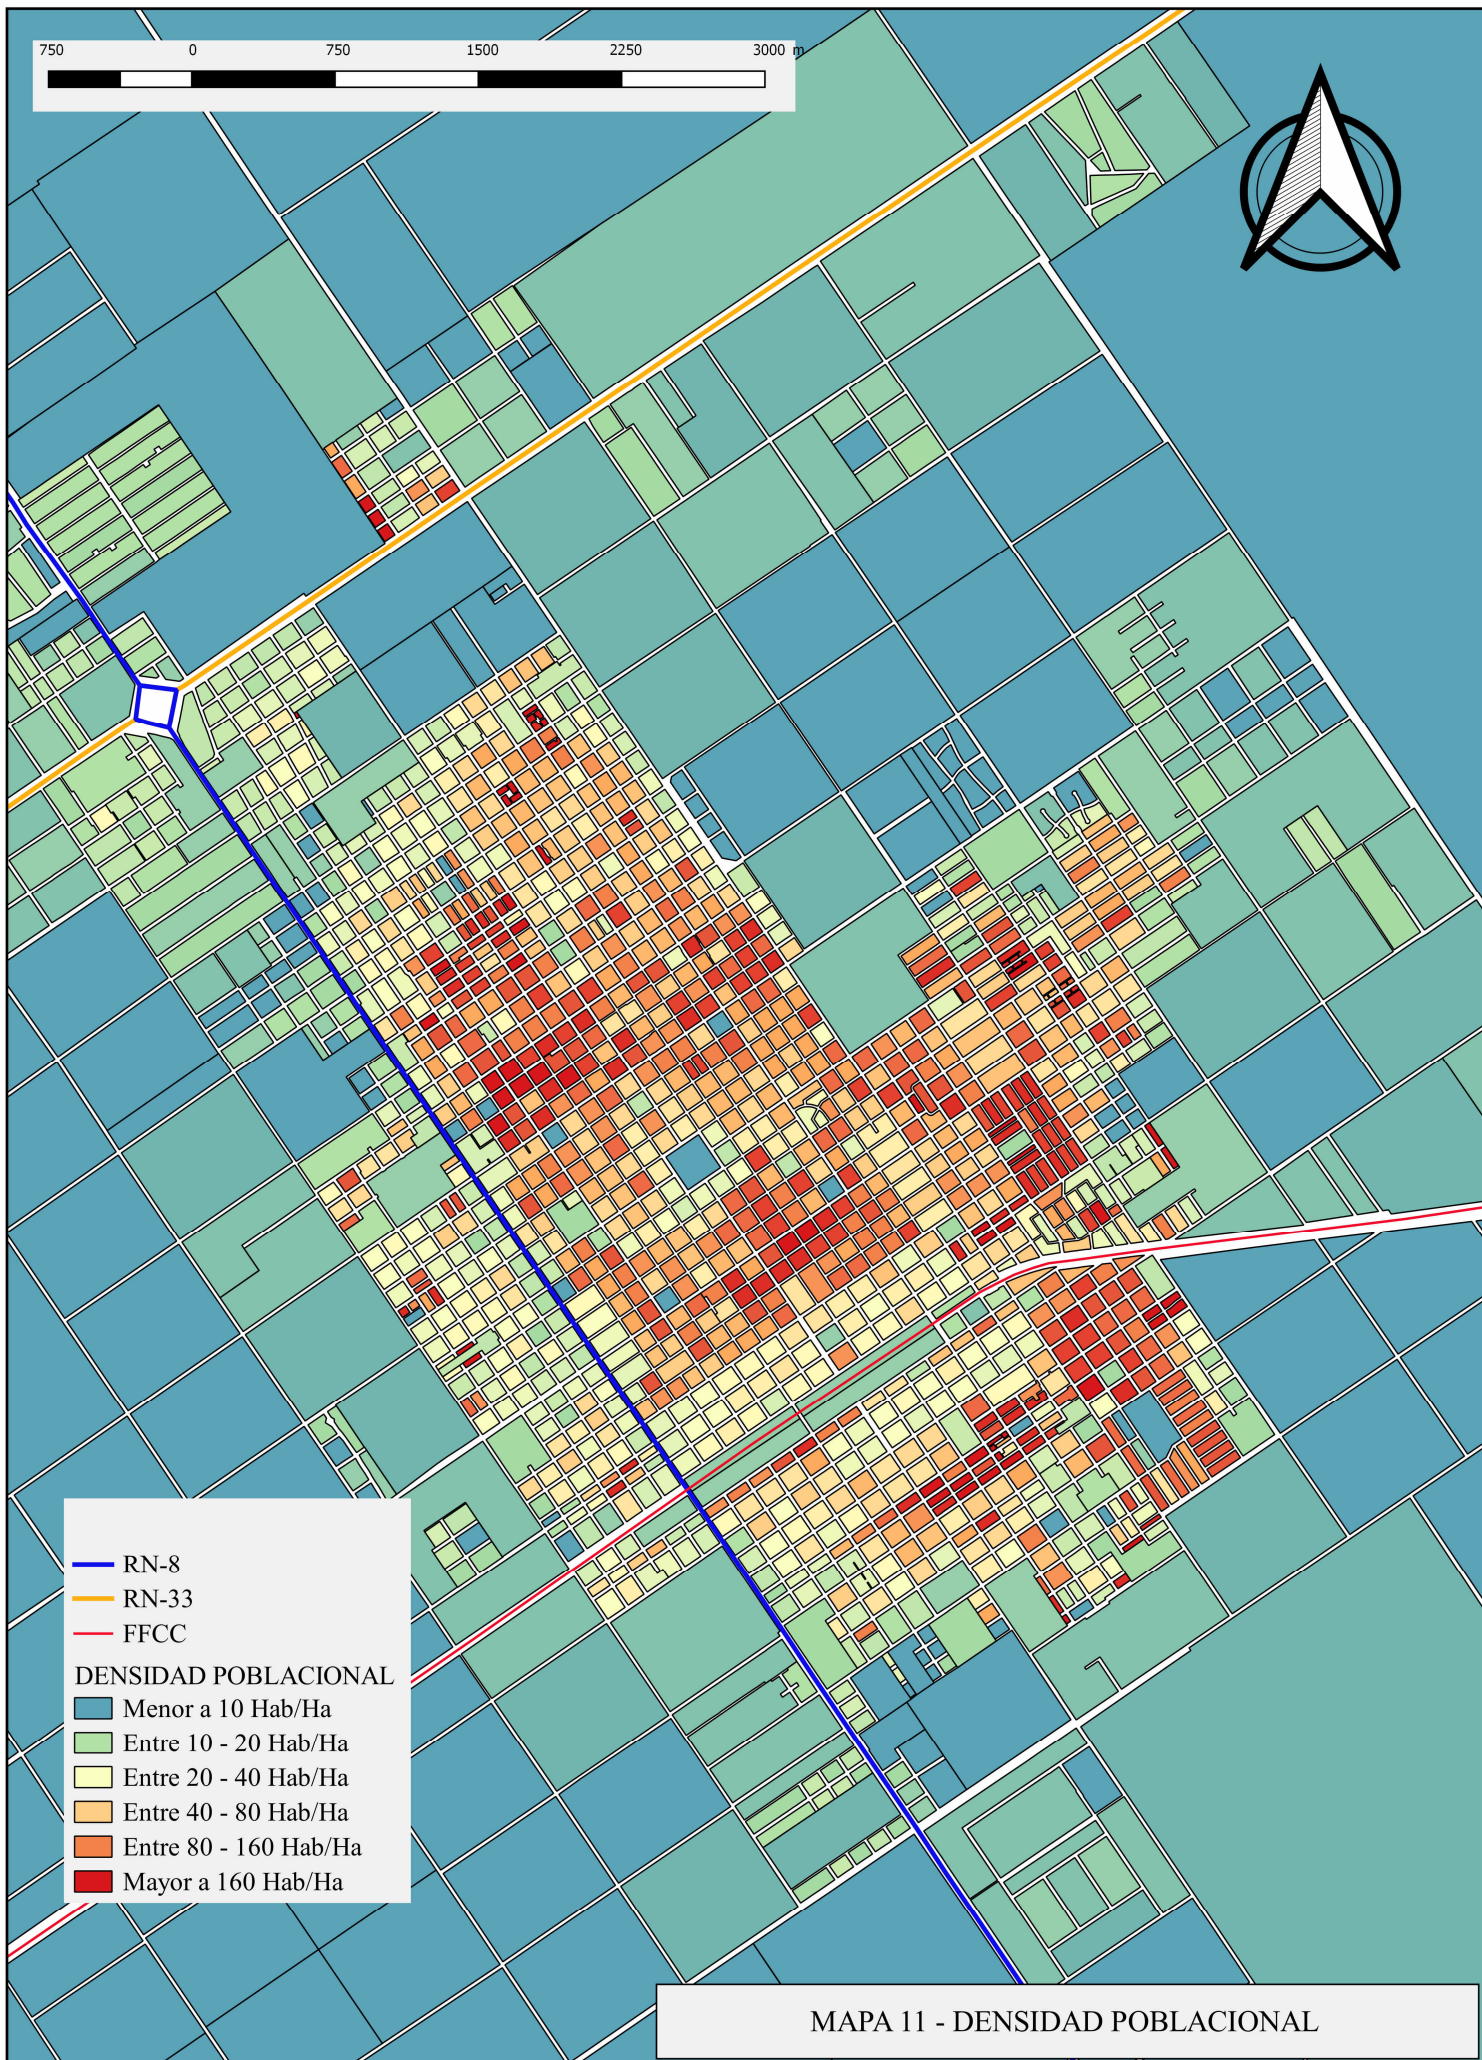 750 0 750 1500 2250 3000 m
RN-8
RN-33
FFCC
DENSIDAD POBLACIONAL
Menor a 10 Hab/Ha
Entre 10 - 20 Hab/Ha
Entre 20 - 40 Hab/Ha
Entre 40 - 80 Hab/Ha
Entre 80 - 160 Hab/Ha
Mayor a 160 Hab/Ha
MAPA 11 - DENSIDAD POBLACIONAL